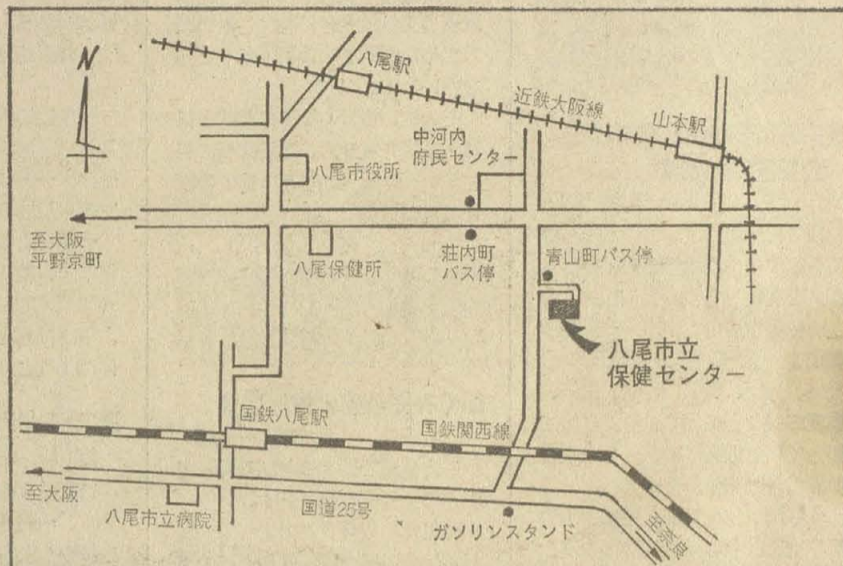 N
八尾駅
近鉄大阪線
山本駅
中河内
府民センター
八尾市役所
至大阪
平野京町
八尾保健所
荘内町
バス停
青山町バス停
八尾市立
保健センター
国鉄八尾駅
国鉄関西線
至大阪
八尾市立病院
国道25号
ガソリンスタンド
至奈良